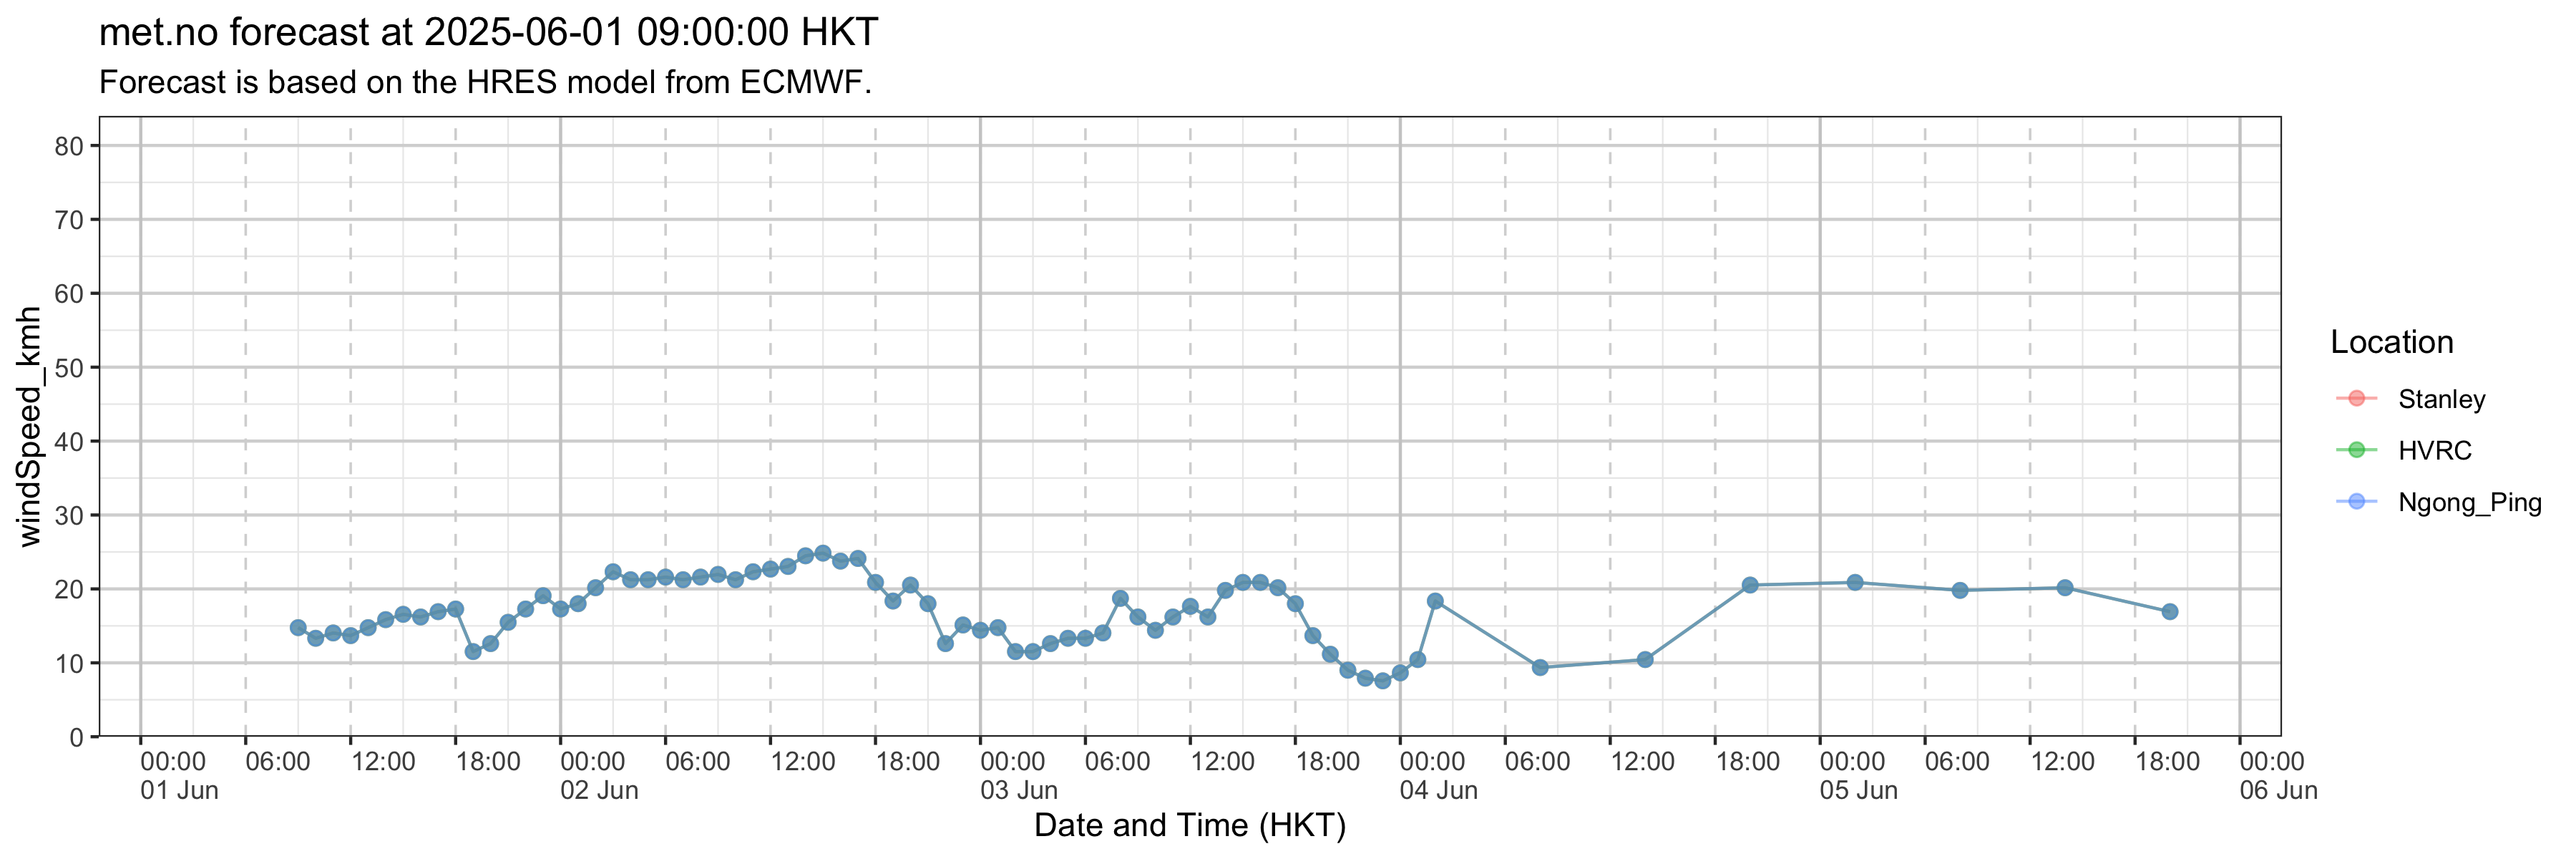 met.no forecast at 2025-06-01 09:00:00 HKT
Forecast is based on the HRES model from ECMWF.
windSpeed_kmh
80
70
60
50
40
30
20
10
0
00:00 06:00 12:00 18:00 00:00 06:00 12:00 18:00 00:00 06:00 12:00 18:00 00:00 06:00 12:00 18:00 00:00 06:00 12:00 18:00 00:00
01 Jun 02 Jun 03 Jun 04 Jun 05 Jun 06 Jun
Date and Time (HKT)
Location
Stanley
HVRC
Ngong_Ping